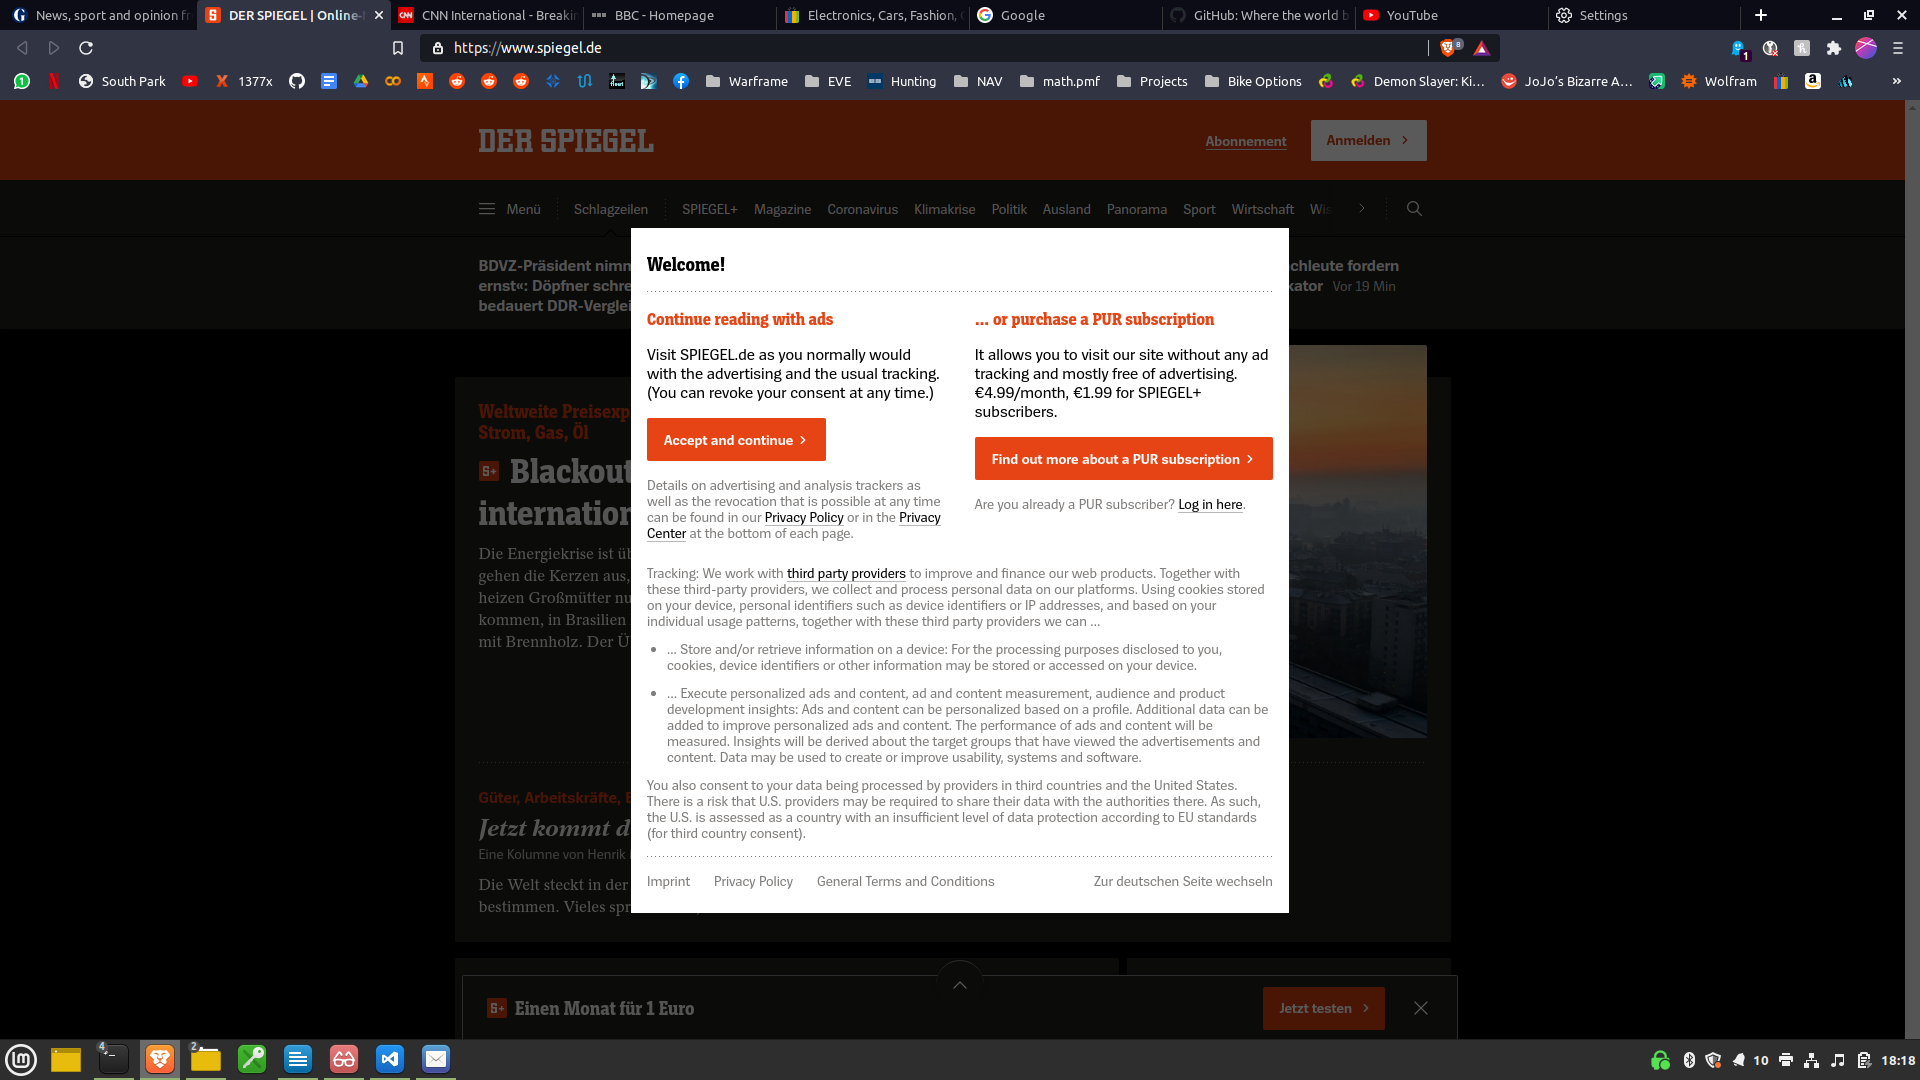 News, sport and opinion fr
DER SPIEGEL | Online-
CNN International - Breakin
BBC - Homepage
Electronics, Cars, Fashion, C
Google
GitHub: Where the world b
YouTube
Settings
https://www.spiegel.de
8
1
South Park
1377x
Warframe
EVE
Hunting
NAV
math.pmf
Projects
Bike Options
Demon Slayer: Ki...
JoJo's Bizarre A...
Wolfram
»
DER SPIEGEL
Abonnement
Anmelden
Menü
Schlagzeilen
SPIEGEL+
Magazine
Coronavirus
Klimakrise
Politik
Ausland
Panorama
Sport
Wirtschaft
Wis
BDVZ-Präsident nimm
ernst«: Döpfner schre
bedauert DDR-Verglei
chleute fordern
kator Vor 19 Min
Weltweite Preisexp
Strom, Gas, Öl
S+ Blackout
internation
Die Energiekrise ist üb
gehen die Kerzen aus,
heizen Großmütter nu
kommen, in Brasilien
mit Brennholz. Der Ü
Güter, Arbeitskräfte, E
Jetzt kommt d
Eine Kolumne von Henrik
Die Welt steckt in der
bestimmen. Vieles spr
Welcome!
Continue reading with ads
Visit SPIEGEL.de as you normally would
with the advertising and the usual tracking.
(You can revoke your consent at any time.)
Accept and continue
Details on advertising and analysis trackers as
well as the revocation that is possible at any time
can be found in our Privacy Policy or in the Privacy
Center at the bottom of each page.
... or purchase a PUR subscription
It allows you to visit our site without any ad
tracking and mostly free of advertising.
€4.99/month, €1.99 for SPIEGEL+
subscribers.
Find out more about a PUR subscription
Are you already a PUR subscriber? Log in here.
Tracking: We work with third party providers to improve and finance our web products. Together with
these third-party providers, we collect and process personal data on our platforms. Using cookies stored
on your device, personal identifiers such as device identifiers or IP addresses, and based on your
individual usage patterns, together with these third party providers we can ...
• ... Store and/or retrieve information on a device: For the processing purposes disclosed to you,
cookies, device identifiers or other information may be stored or accessed on your device.
• ... Execute personalized ads and content, ad and content measurement, audience and product
development insights: Ads and content can be personalized based on a profile. Additional data can be
added to improve personalized ads and content. The performance of ads and content will be
measured. Insights will be derived about the target groups that have viewed the advertisements and
content. Data may be used to create or improve usability, systems and software.
You also consent to your data being processed by providers in third countries and the United States.
There is a risk that U.S. providers may be required to share their data with the authorities there. As such,
the U.S. is assessed as a country with an insufficient level of data protection according to EU standards
(for third country consent).
Imprint
Privacy Policy
General Terms and Conditions
Zur deutschen Seite wechseln
S+ Einen Monat für 1 Euro
Jetzt testen
4
2
10
18:18